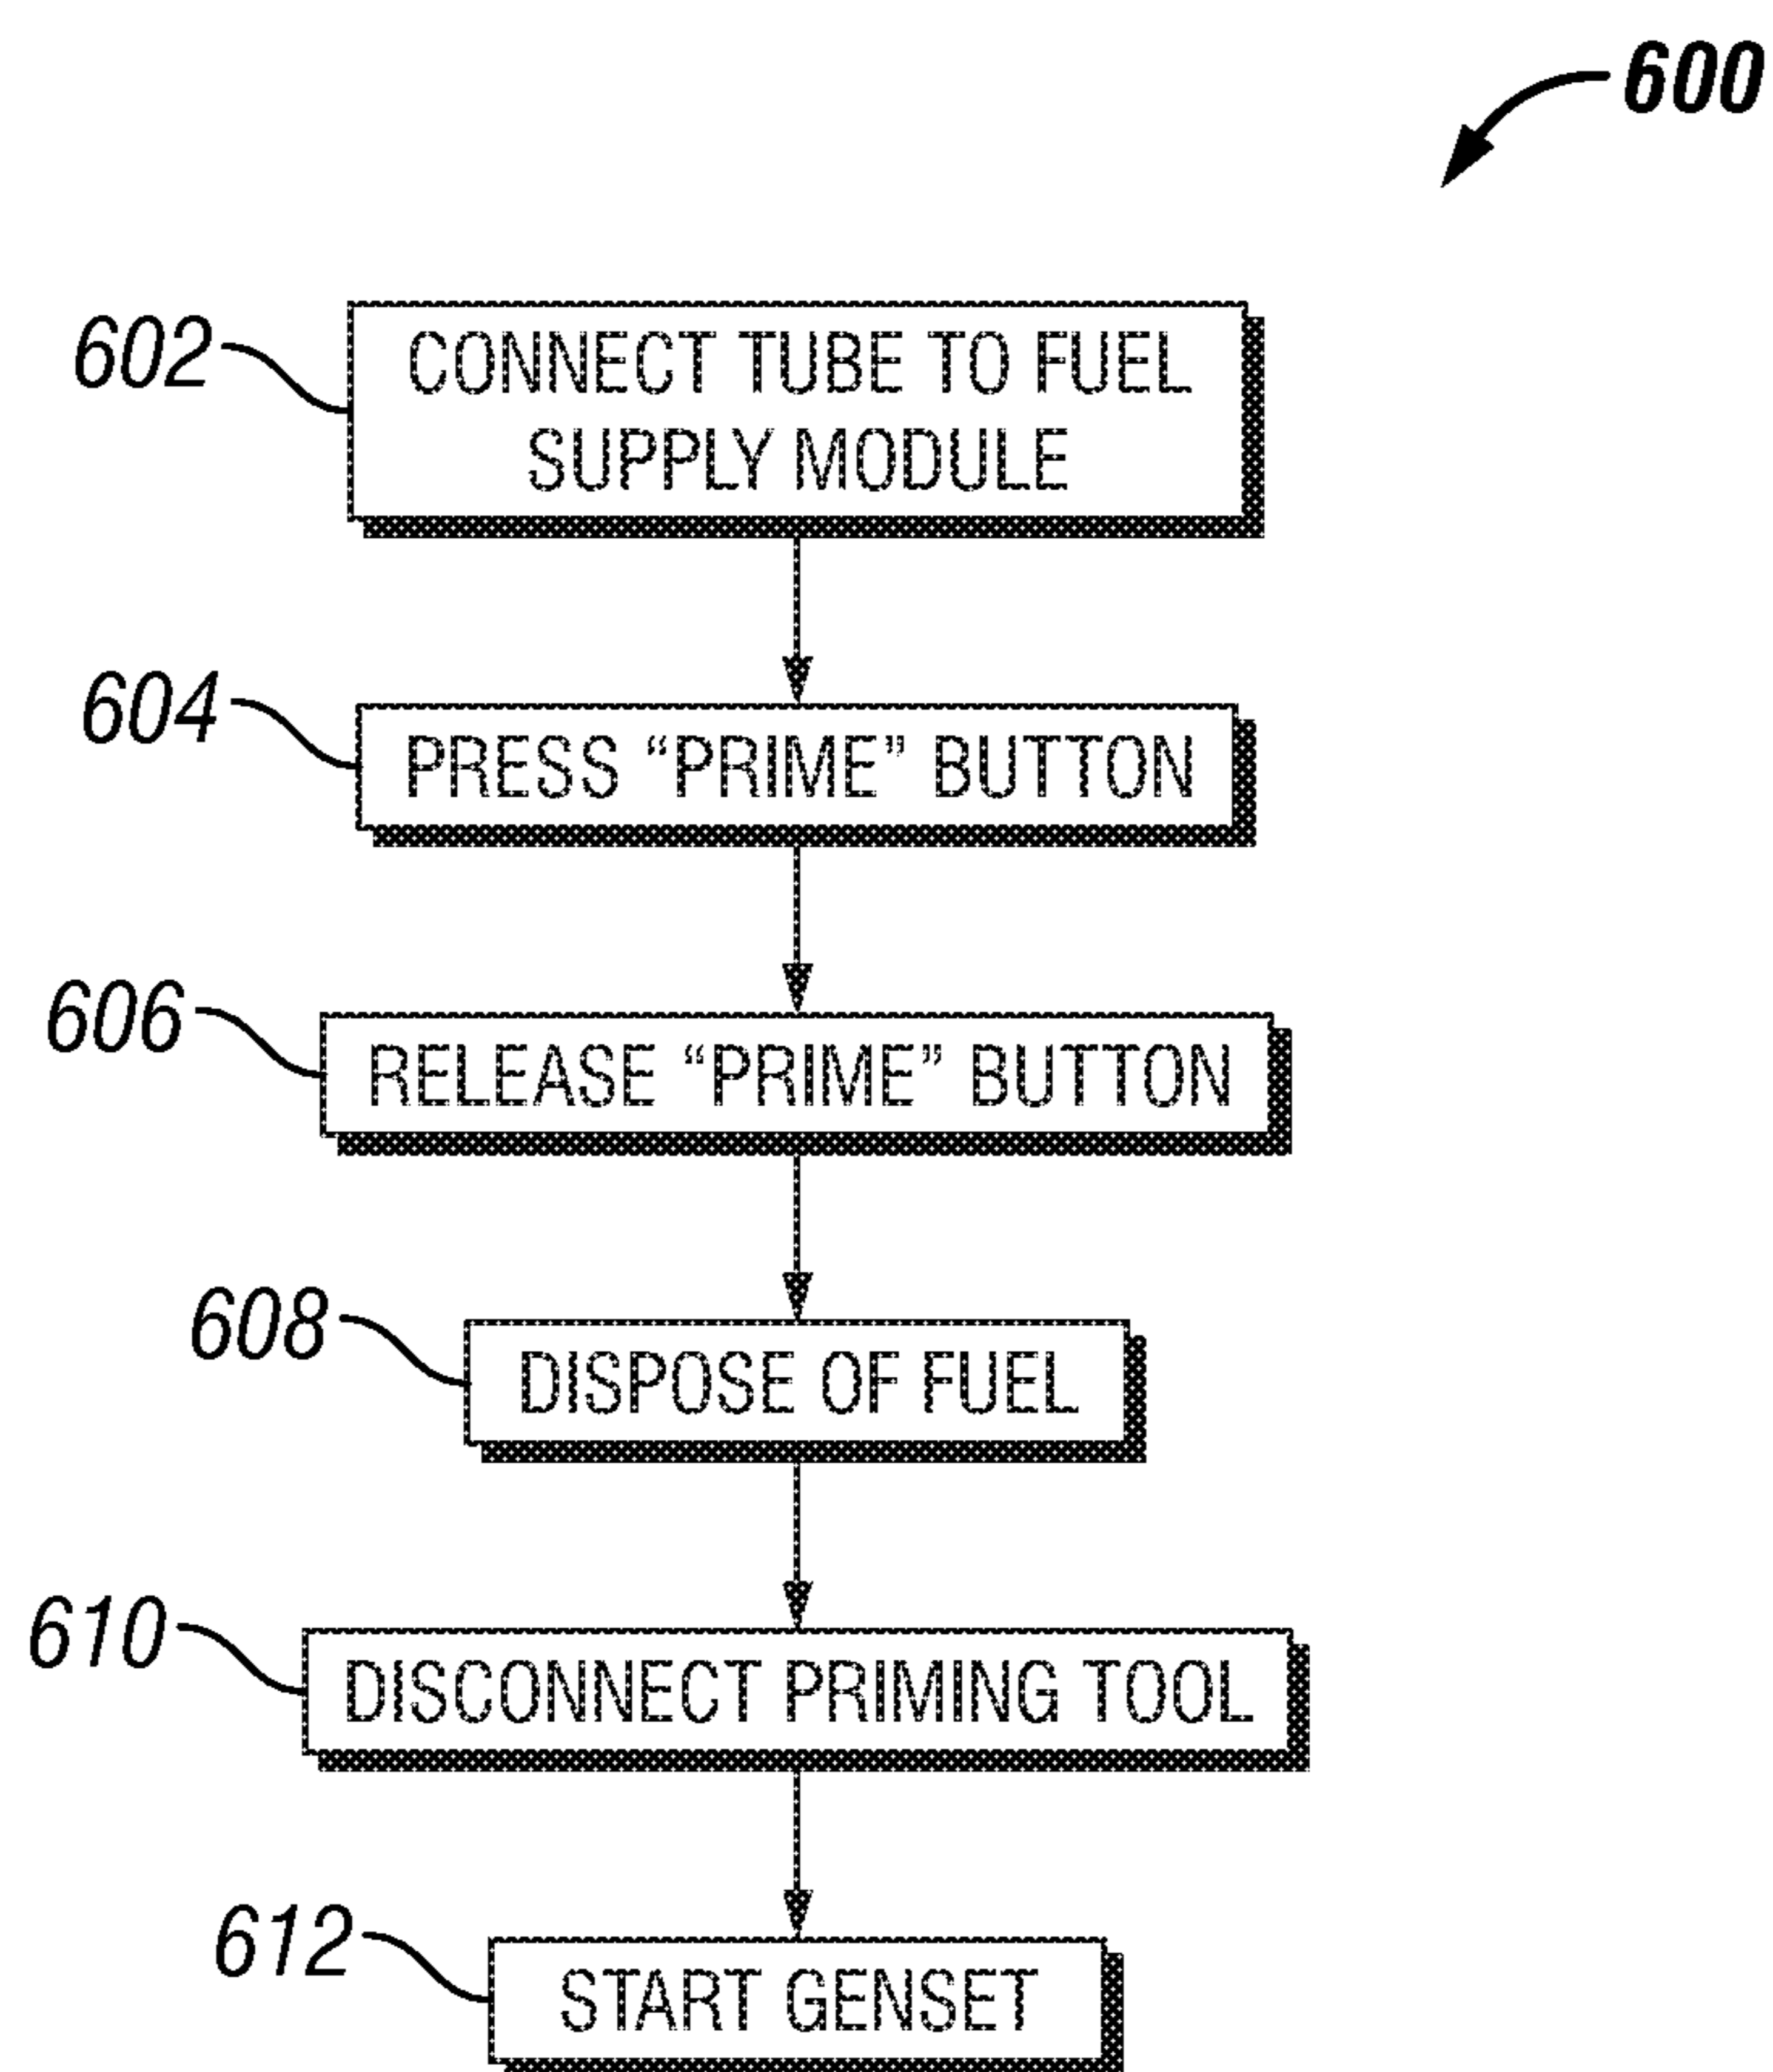 600
602
CONNECT TUBE TO FUEL
SUPPLY MODULE
604
PRESS “PRIME” BUTTON
606
RELEASE “PRIME” BUTTON
608
DISPOSE OF FUEL
610
DISCONNECT PRIMING TOOL
612
START GENSET